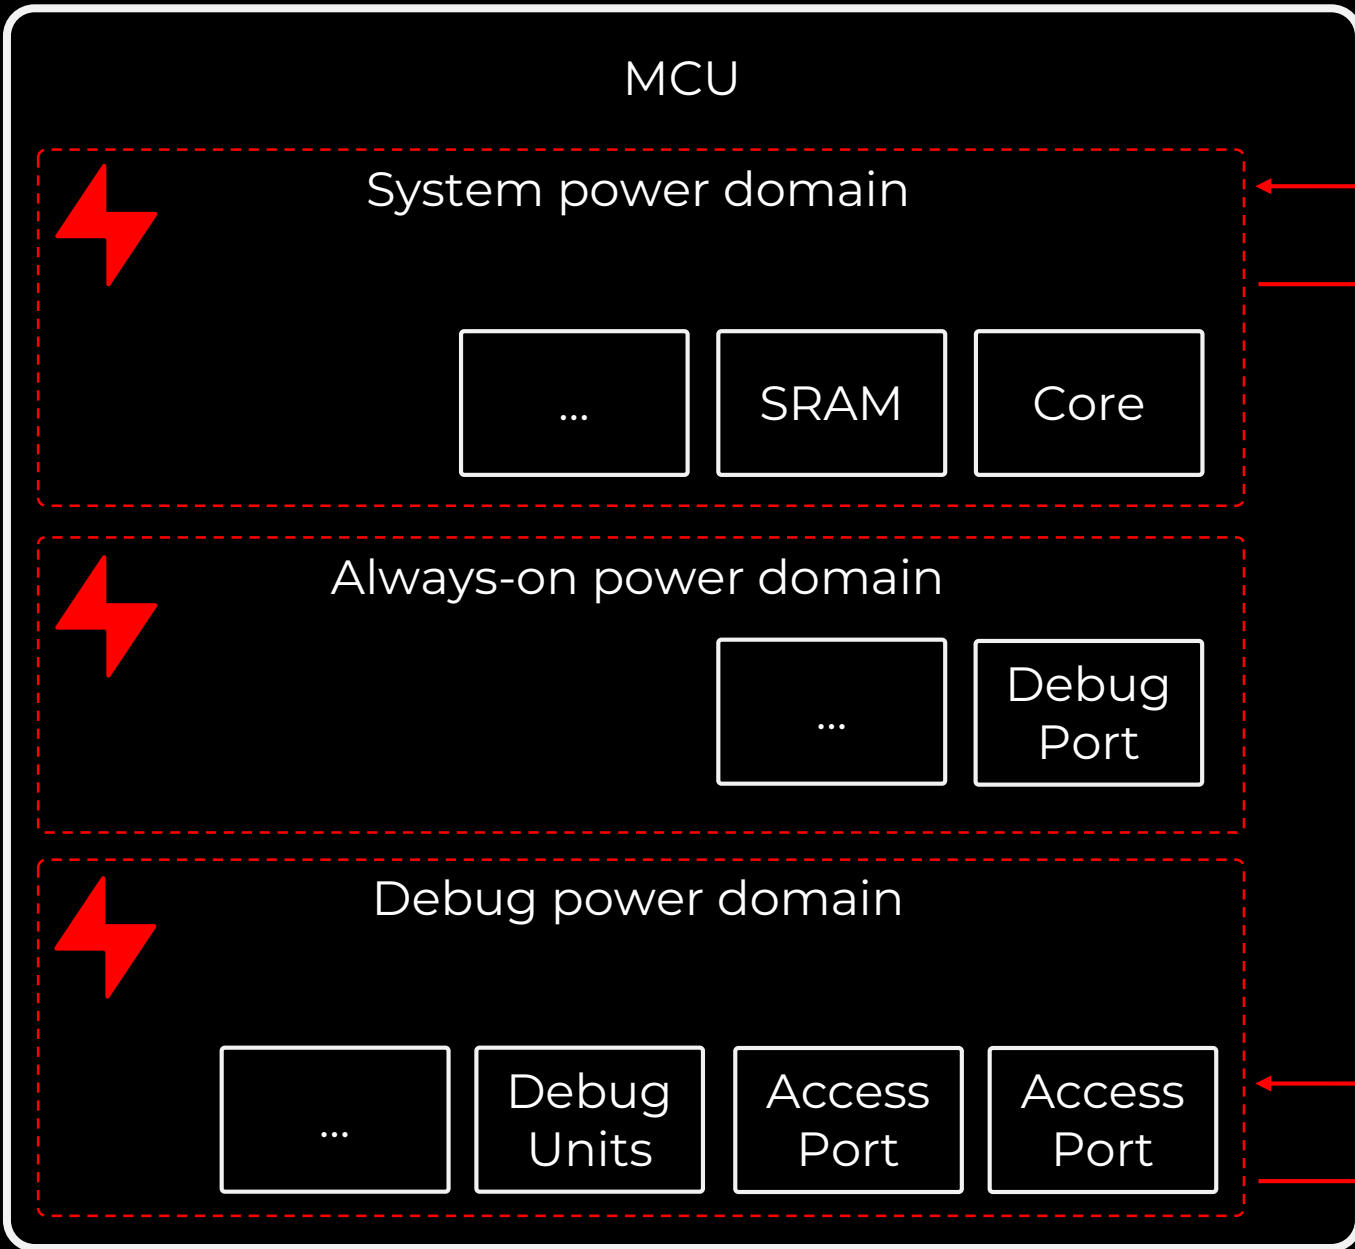 MCU
System power domain
...
SRAM
Core
Always-on power domain
...
Debug
Port
Debug power domain
...
Debug
Units
Access
Port
Access
Port